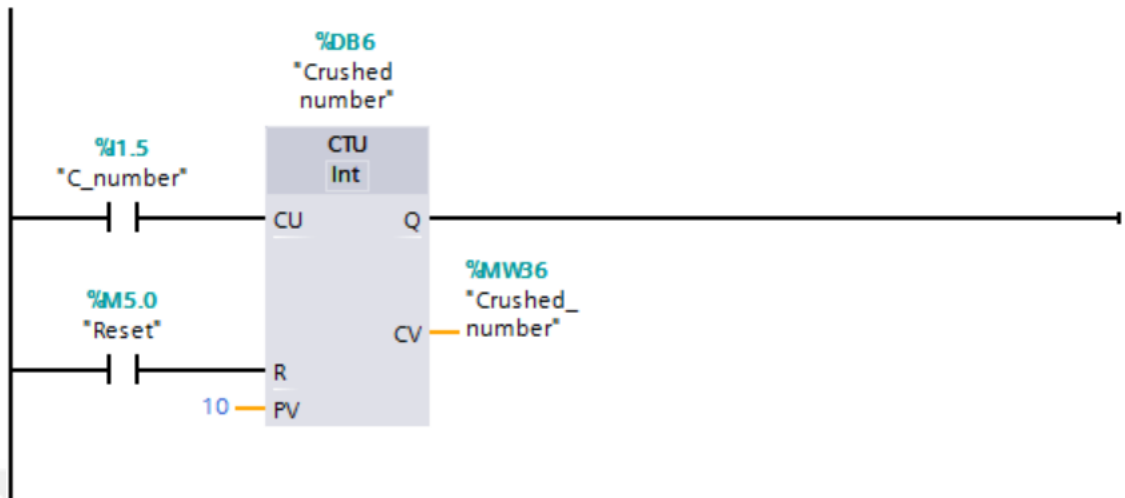 %DB6
"Crushed
number"
CTU
Int
%I1.5
"C_number"
CU
Q
%MW36
"Crushed_
number"
CV
%M5.0
"Reset"
R
10
PV